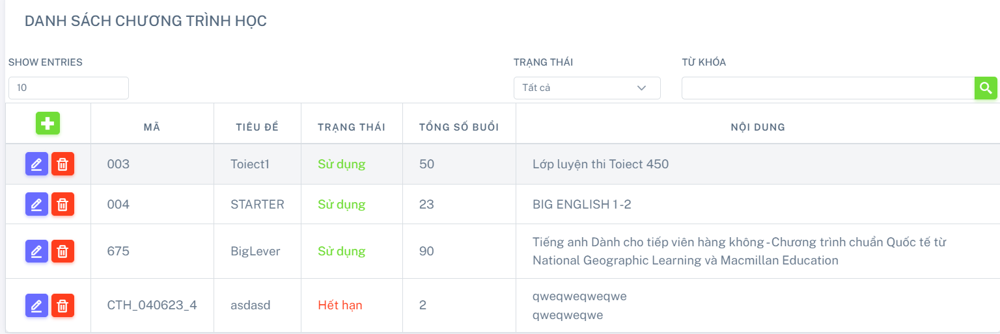 DANH SÁCH CHƯƠNG TRÌNH HỌC
SHOW ENTRIES TRẠNG THÁI TỪ KHÓA
10 Tất cả
MÃ TIÊU ĐỀ TRẠNG THÁI TỔNG SỐ BUỔI NỘI DUNG
003 Toiect1 Sử dụng 50 Lớp luyện thi Toiect 450
004 STARTER Sử dụng 23 BIG ENGLISH 1 -2
675 BigLever Sử dụng 90 Tiếng anh Dành cho tiếp viên hàng không - Chương trình chuẩn Quốc tế từ
National Geographic Learning và Macmillan Education
CTH_040623_4 asdasd Hết hạn 2 qweqweqweqwe
qweqweqwe